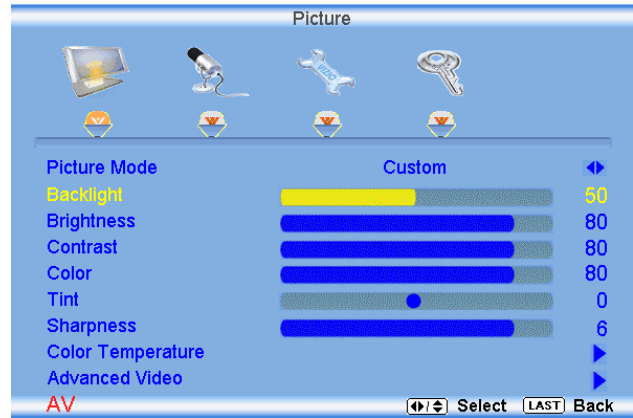 Picture
VIZIO
Picture Mode Custom
Backlight 50
Brightness 80
Contrast 80
Color 80
Tint 0
Sharpness 6
Color Temperature
Advanced Video
AV Select LAST Back